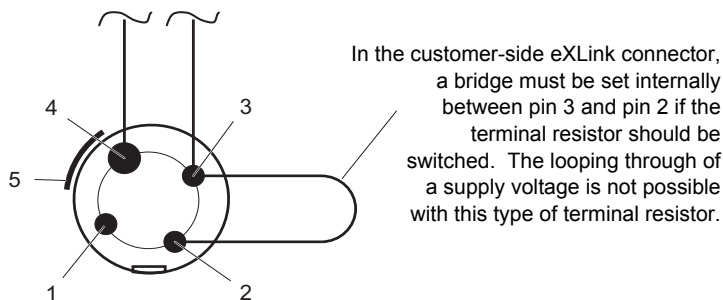 In the customer-side eXLink connector,
a bridge must be set internally
between pin 3 and pin 2 if the
terminal resistor should be
switched.  The looping through of
a supply voltage is not possible
with this type of terminal resistor.
4
3
5
1
2